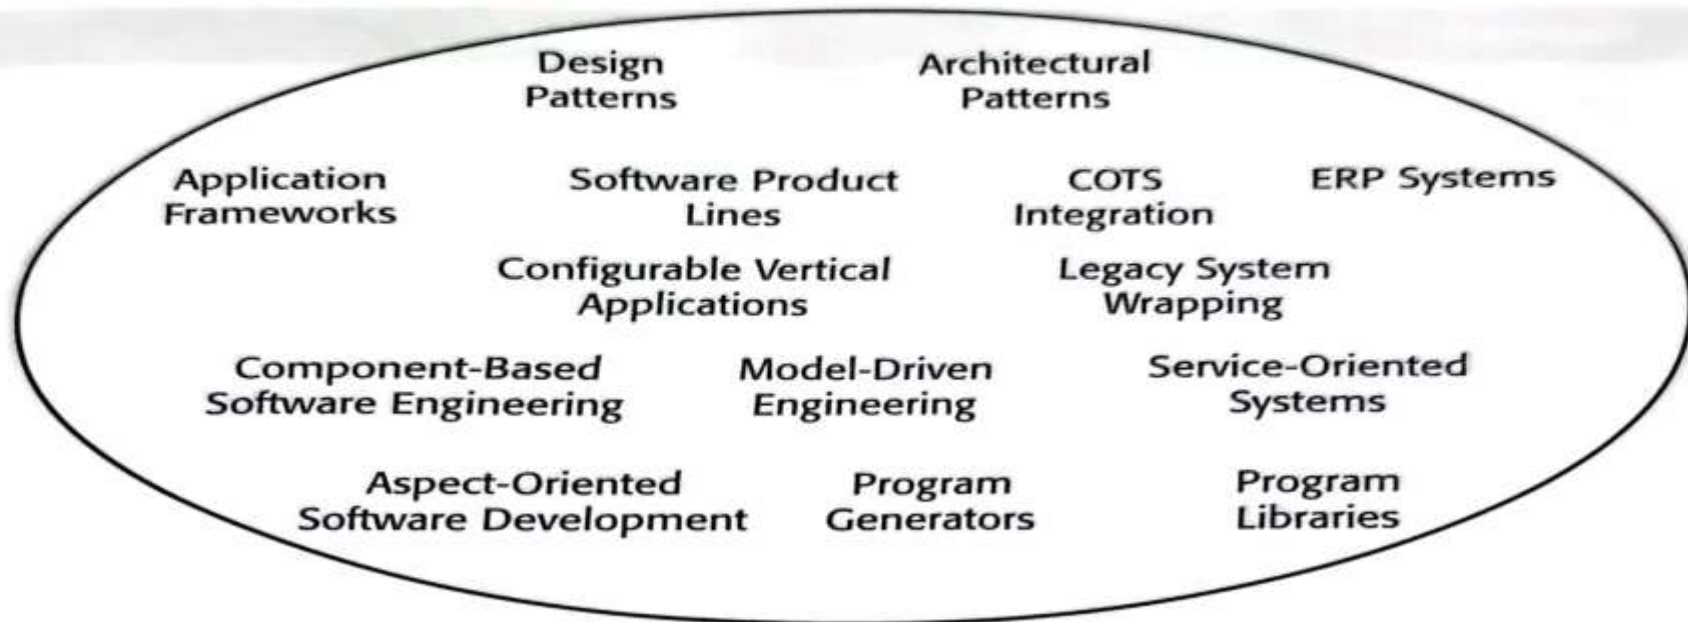 Design
Patterns
Architectural
Patterns
Application
Frameworks
Software Product
Lines
COTS
Integration
ERP Systems
Configurable Vertical
Applications
Legacy System
Wrapping
Component-Based
Software Engineering
Model-Driven
Engineering
Service-Oriented
Systems
Aspect-Oriented
Software Development
Program
Generators
Program
Libraries